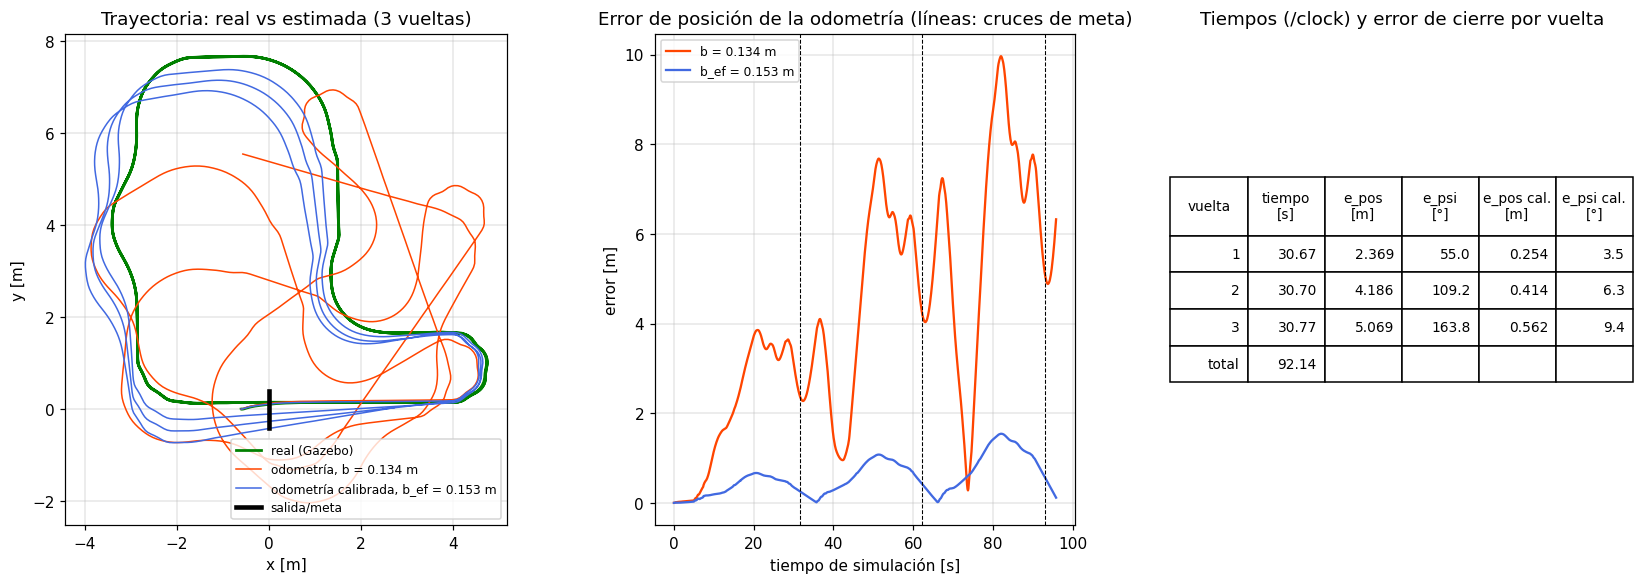 Trayectoria: real vs estimada (3 vueltas)
8
6
4
2
0
−2
y [m]
−4
−2
0
2
4
x [m]
real (Gazebo)
odometría, b = 0.134 m
odometría calibrada, b_ef = 0.153 m
salida/meta
Error de posición de la odometría (líneas: cruces de meta)
b = 0.134 m
b_ef = 0.153 m
10
8
6
4
2
0
error [m]
0
20
40
60
80
100
tiempo de simulación [s]
Tiempos (/clock) y error de cierre por vuelta
vuelta tiempo [s] e_pos [m] e_psi [°] e_pos cal. [m] e_psi cal. [°]
1 30.67 2.369 55.0 0.254 3.5
2 30.70 4.186 109.2 0.414 6.3
3 30.77 5.069 163.8 0.562 9.4
total 92.14